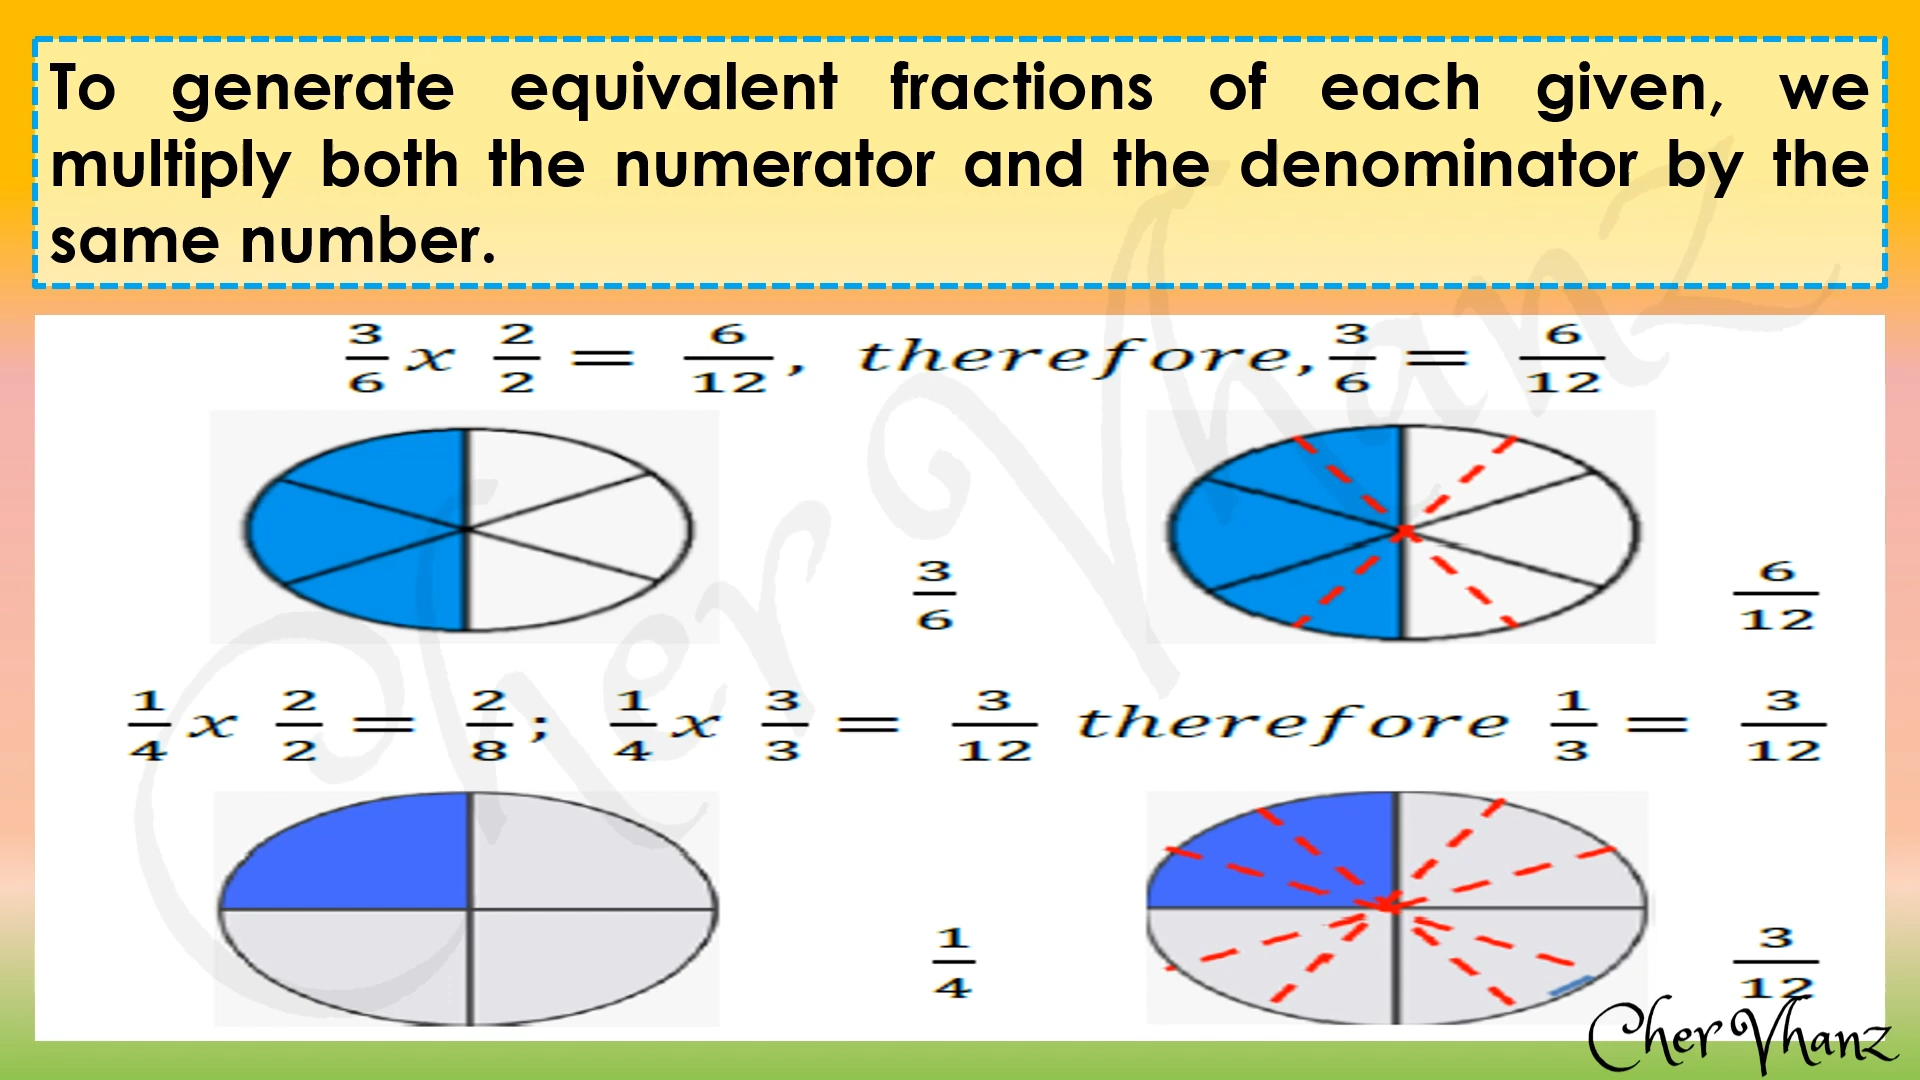 To generate equivalent fractions of each given, we
multiply both the numerator and the denominator by the
same number.
3/6 x 2/2 = 6/12, therefore, 3/6 = 6/12
3/6
6/12
1/4 x 2/2 = 2/8; 1/4 x 3/3 = 3/12 therefore 1/3 = 3/12
1/4
3/12
Cher Vhanz
Cher Vhanz